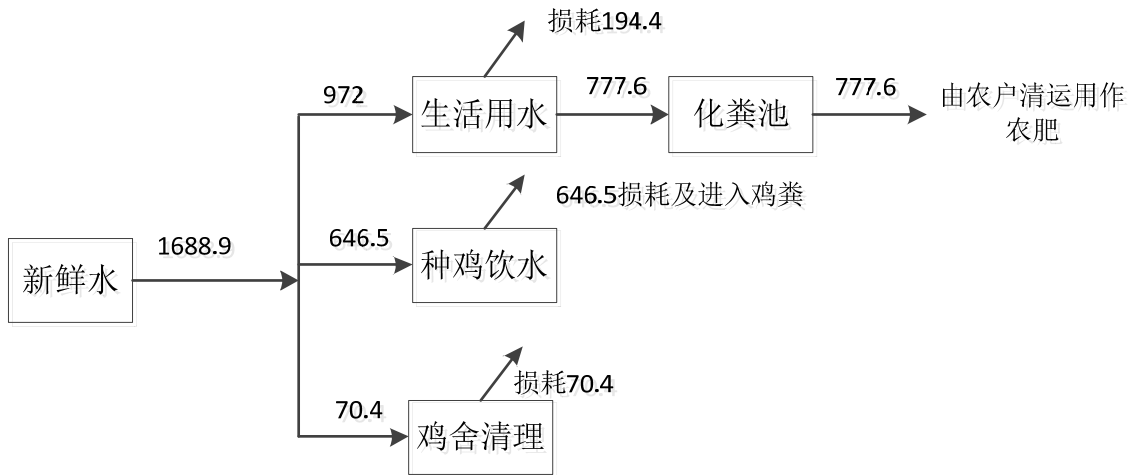 损耗194.4
972
生活用水
777.6
化粪池
777.6
由农户清运用作
农肥
646.5损耗及进入鸡粪
新鲜水
1688.9
646.5
种鸡饮水
损耗70.4
70.4
鸡舍清理